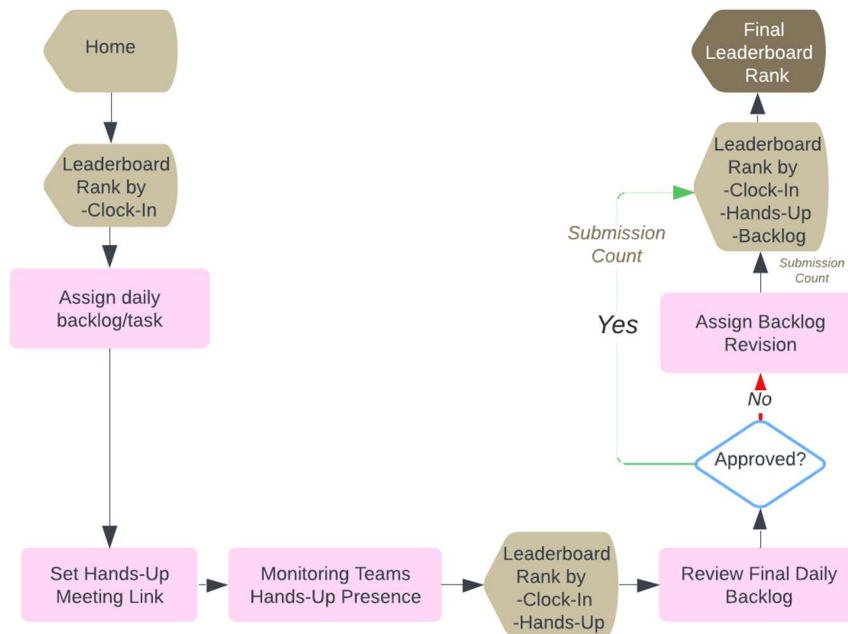 Home
Leaderboard
Rank by
-Clock-In
Assign daily
backlog/task
Set Hands-Up
Meeting Link
Monitoring Teams
Hands-Up Presence
Leaderboard
Rank by
-Clock-In
-Hands-Up
Review Final Daily
Backlog
Approved?
Yes
Submission
Count
No
Assign Backlog
Revision
Submission
Count
Leaderboard
Rank by
-Clock-In
-Hands-Up
-Backlog
Final
Leaderboard
Rank